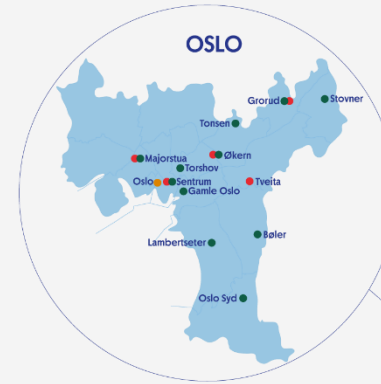 OSLO
Grorud
Stovner
Tonsen
Majorstua
Økern
Torshov
Oslo
Sentrum
Tveita
Gamle Oslo
Lambertseter
Bøler
Oslo Syd